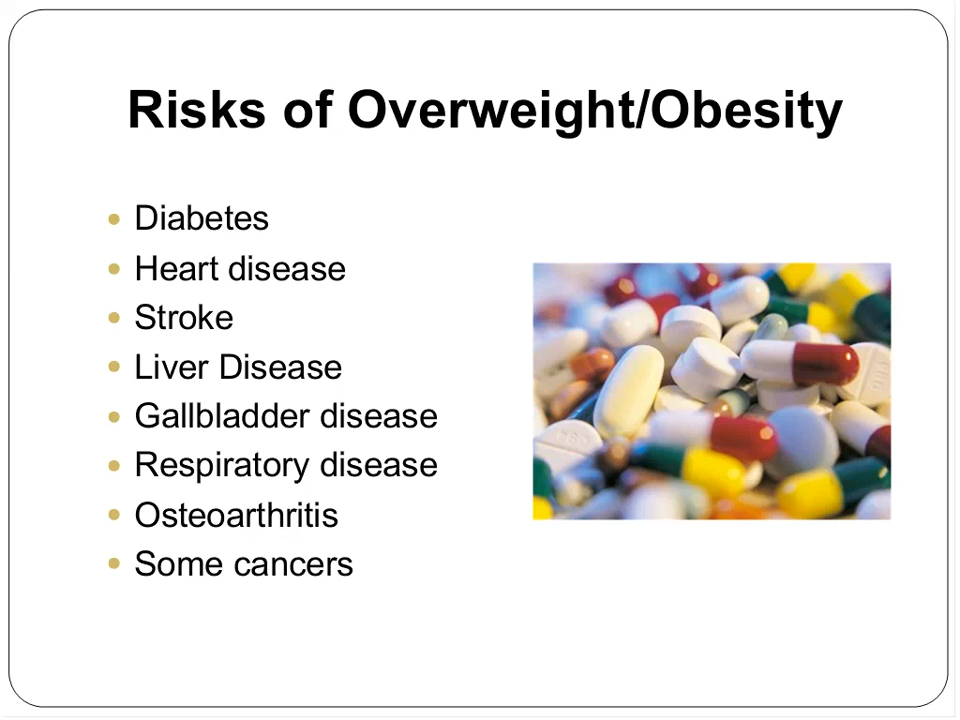 Risks of Overweight/Obesity
Diabetes
Heart disease
Stroke
Liver Disease
Gallbladder disease
Respiratory disease
Osteoarthritis
Some cancers